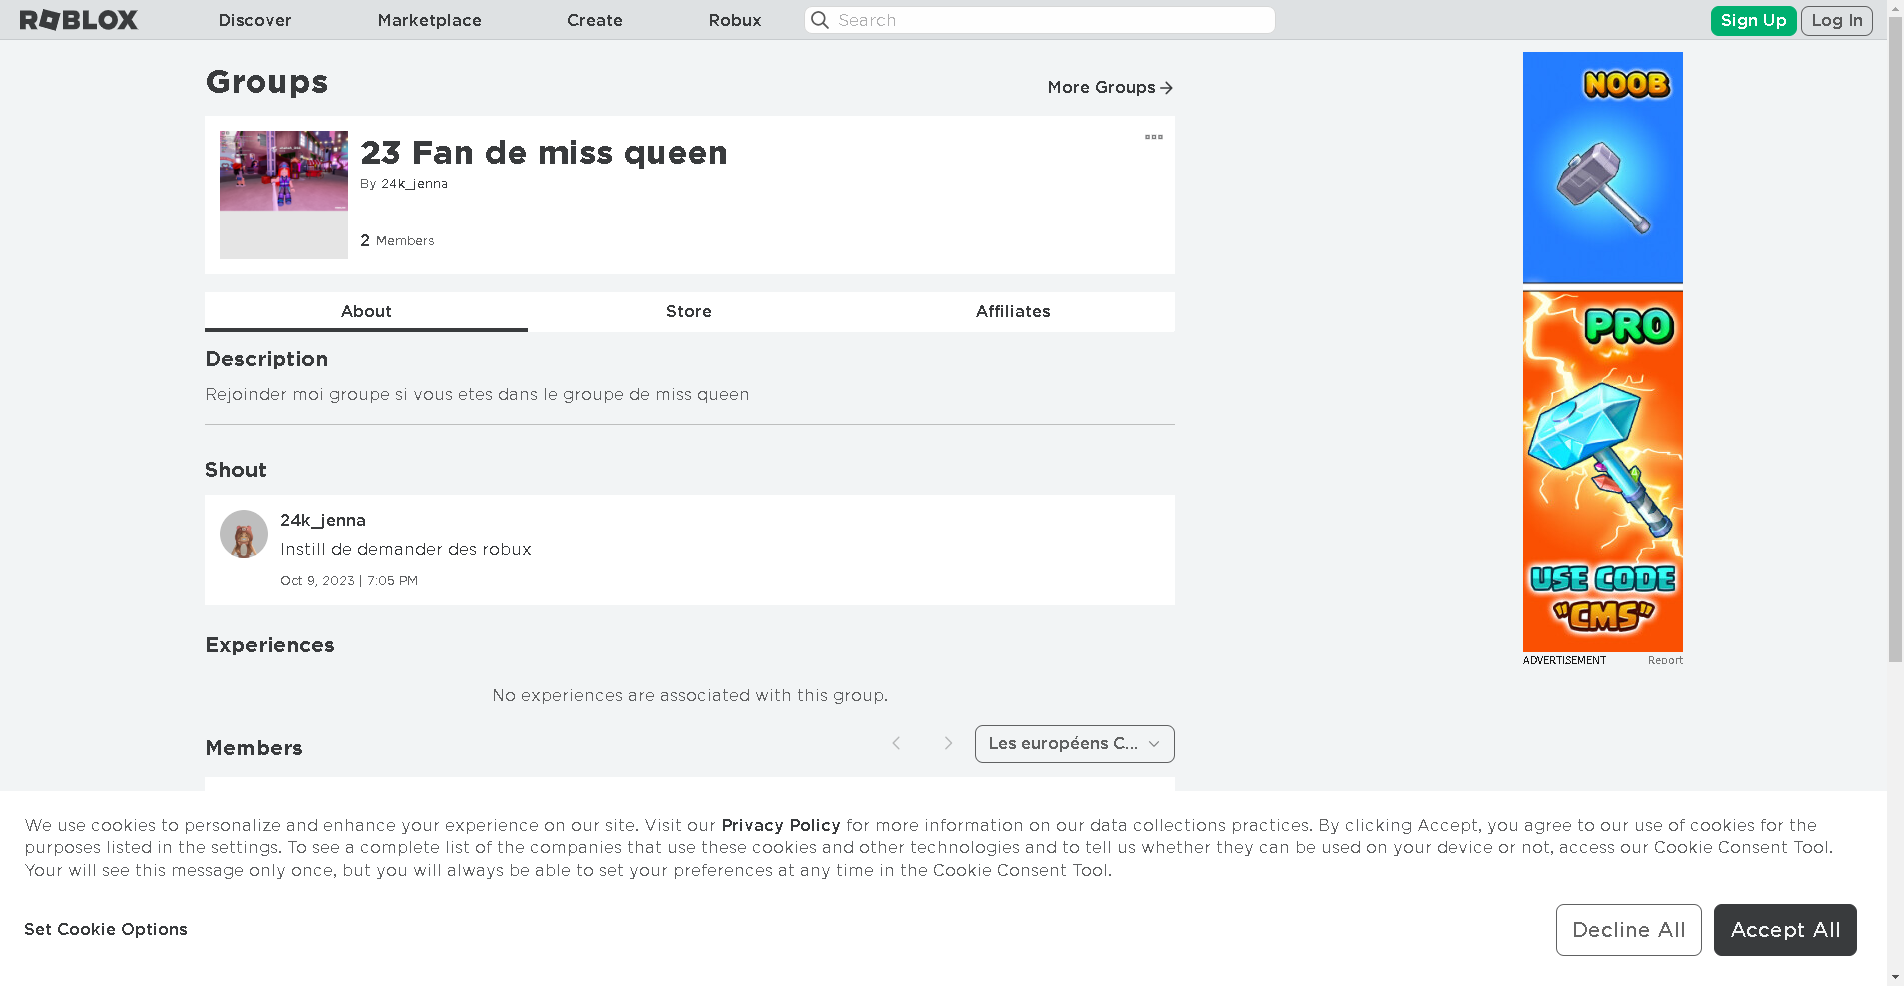 ROBLOX
Discover
Marketplace
Create
Robux
Search
Sign Up
Log In
Groups
More Groups
23 Fan de miss queen
By 24k_jenna
2 Members
About
Store
Affiliates
Description
Rejoinder moi groupe si vous etes dans le groupe de miss queen
Shout
24k_jenna
Instill de demander des robux
Oct 9, 2023 | 7:05 PM
Experiences
No experiences are associated with this group.
Members
Les européens C...
NOOB
PRO
USE CODE
"CMS"
ADVERTISEMENT
Report
We use cookies to personalize and enhance your experience on our site. Visit our Privacy Policy for more information on our data collections practices. By clicking Accept, you agree to our use of cookies for the
purposes listed in the settings. To see a complete list of the companies that use these cookies and other technologies and to tell us whether they can be used on your device or not, access our Cookie Consent Tool.
Your will see this message only once, but you will always be able to set your preferences at any time in the Cookie Consent Tool.
Set Cookie Options
Decline All
Accept All